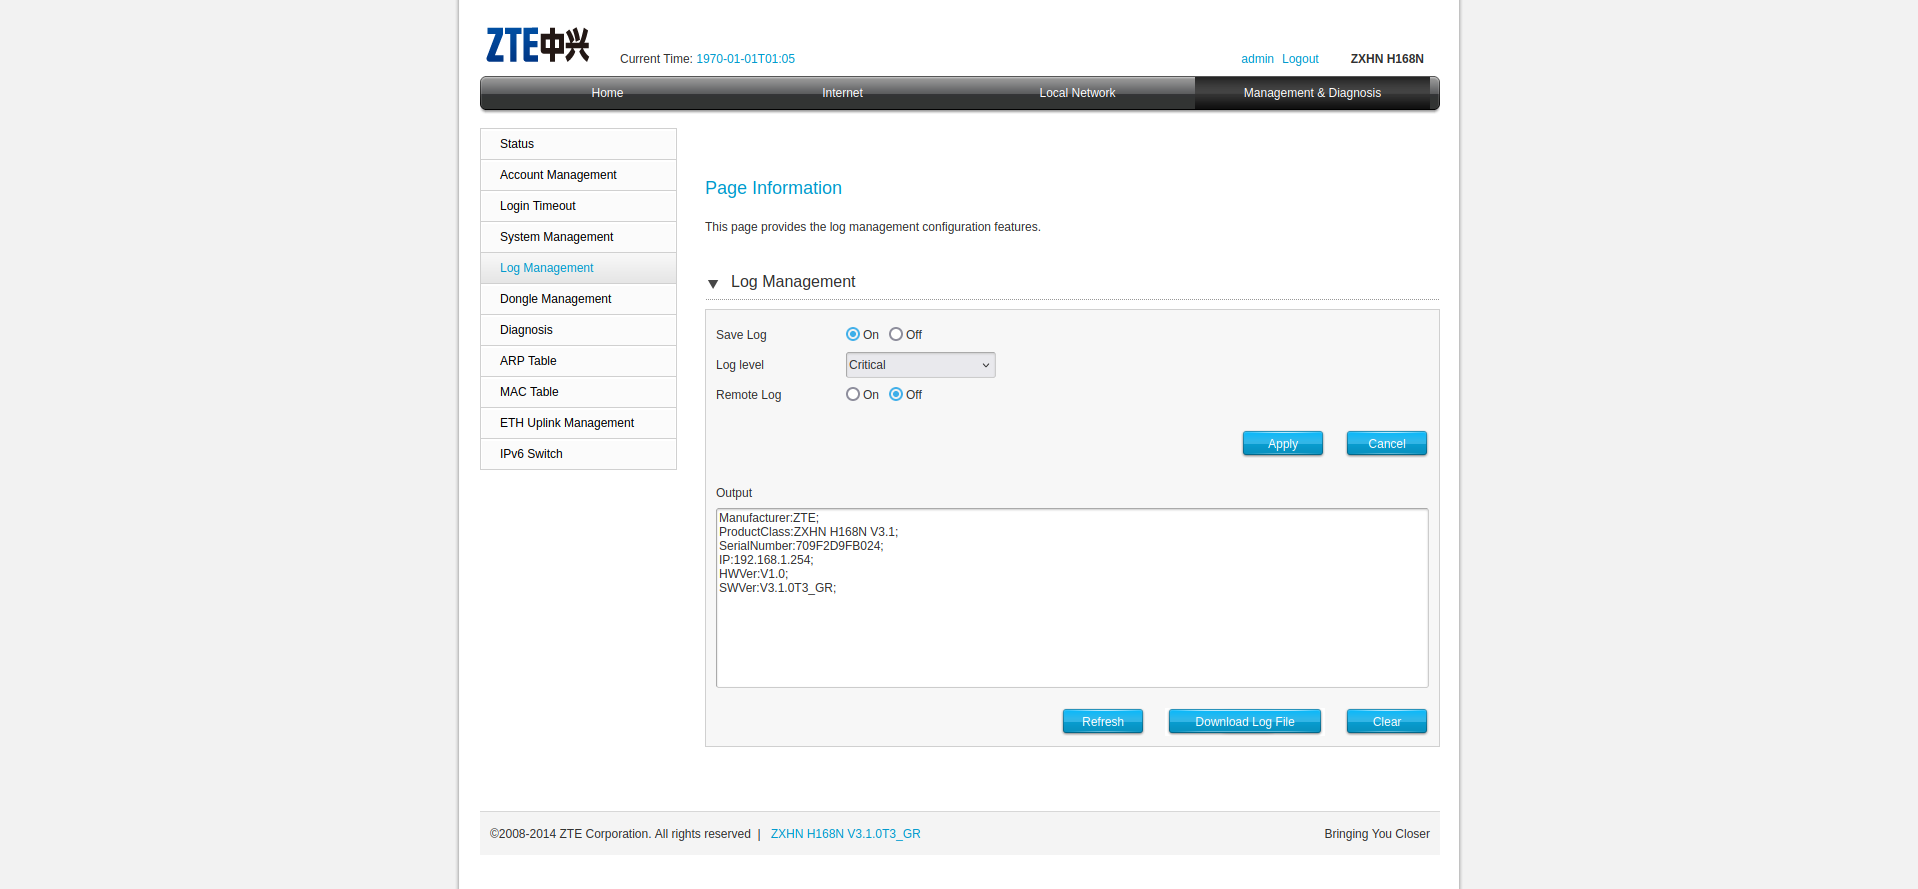 ZTE中兴
Current Time: 1970-01-01T01:05
admin Logout ZXHN H168N
Home Internet Local Network Management & Diagnosis
Status
Account Management
Login Timeout
System Management
Log Management
Dongle Management
Diagnosis
ARP Table
MAC Table
ETH Uplink Management
IPv6 Switch
Page Information
This page provides the log management configuration features.
Log Management
Save Log On Off
Log level Critical
Remote Log On Off
Apply Cancel
Output
Manufacturer:ZTE;
ProductClass:ZXHN H168N V3.1;
SerialNumber:709F2D9FB024;
IP:192.168.1.254;
HWVer:V1.0;
SWVer:V3.1.0T3_GR;
Refresh Download Log File Clear
©2008-2014 ZTE Corporation. All rights reserved | ZXHN H168N V3.1.0T3_GR
Bringing You Closer